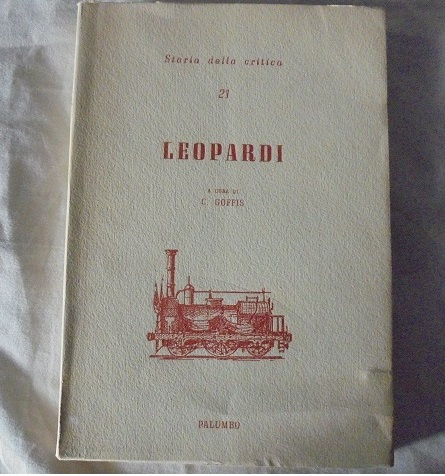 Storia della critica
21
LEOPARDI
A CURA DI
C. GOFFIS
PALUMBO